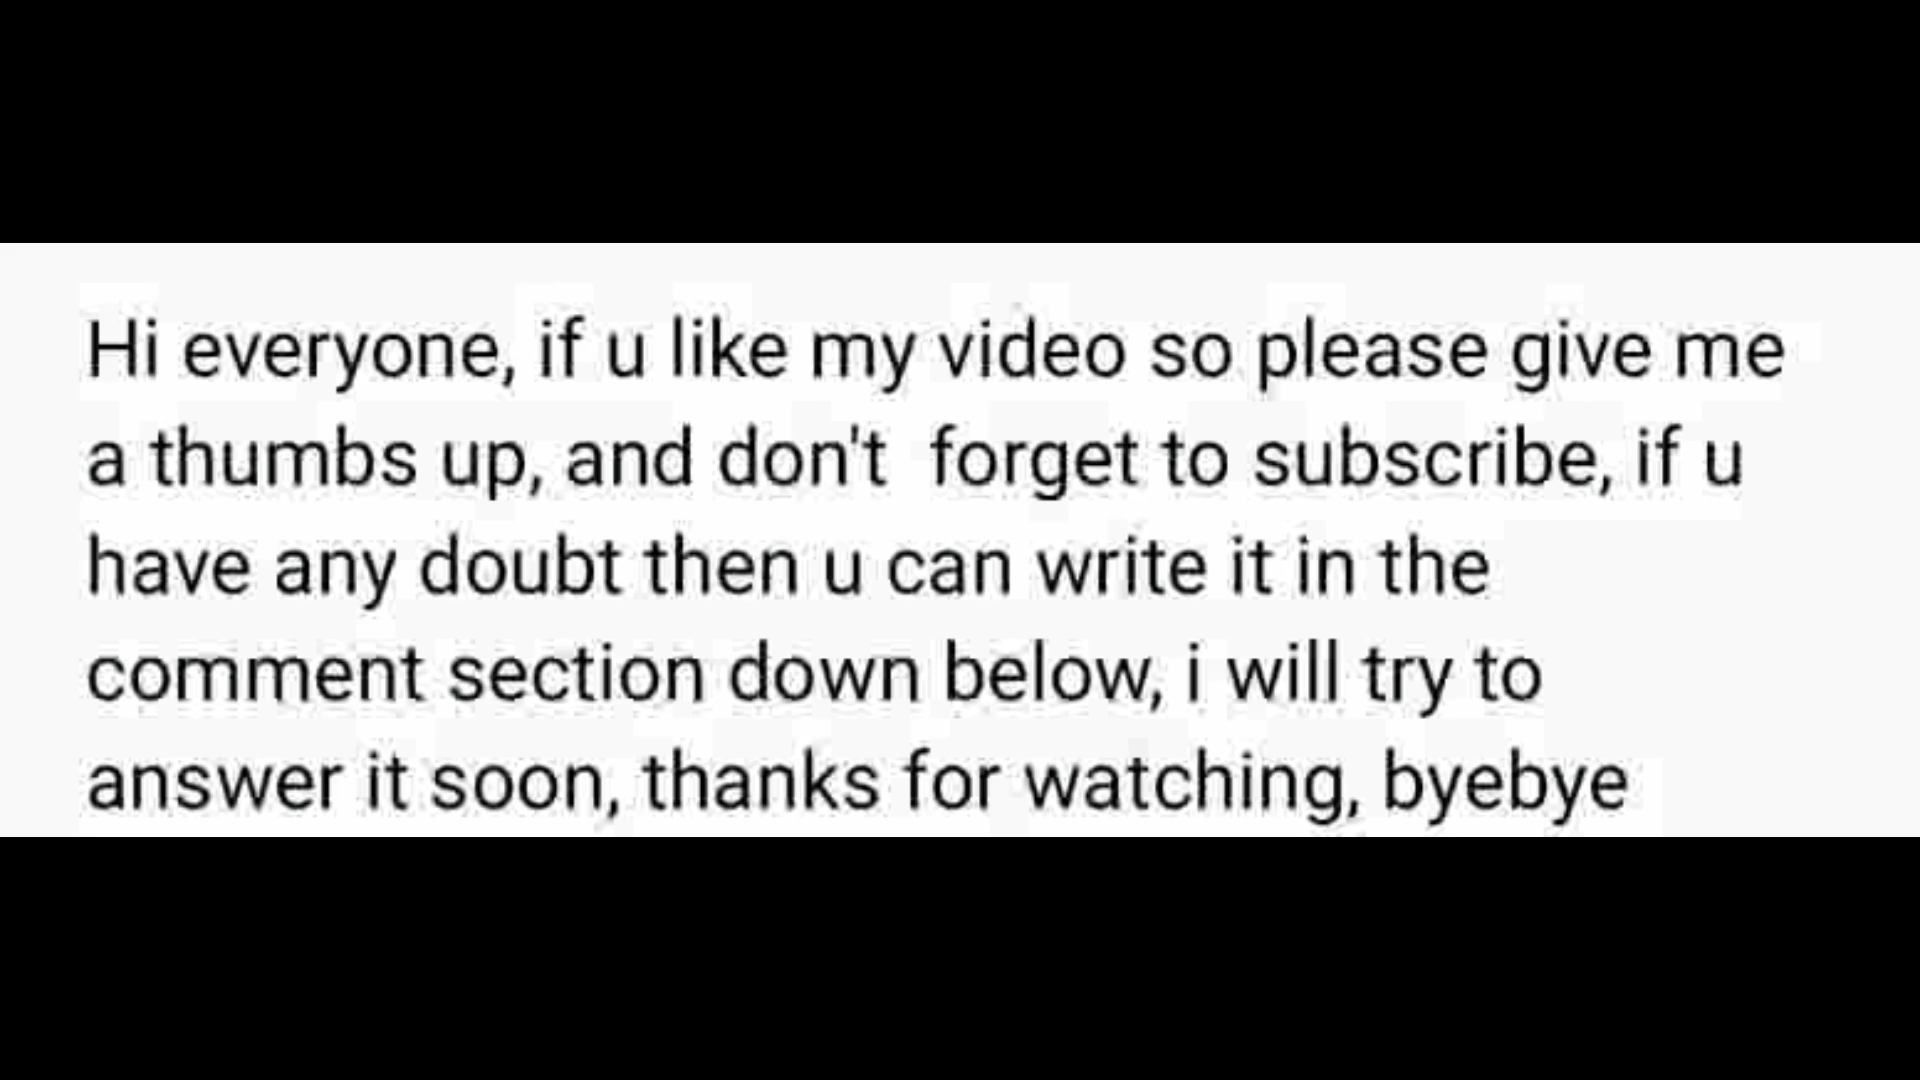 Hi everyone, if u like my video so please give me
a thumbs up, and don't  forget to subscribe, if u
have any doubt then u can write it in the
comment section down below, i will try to
answer it soon, thanks for watching, byebye